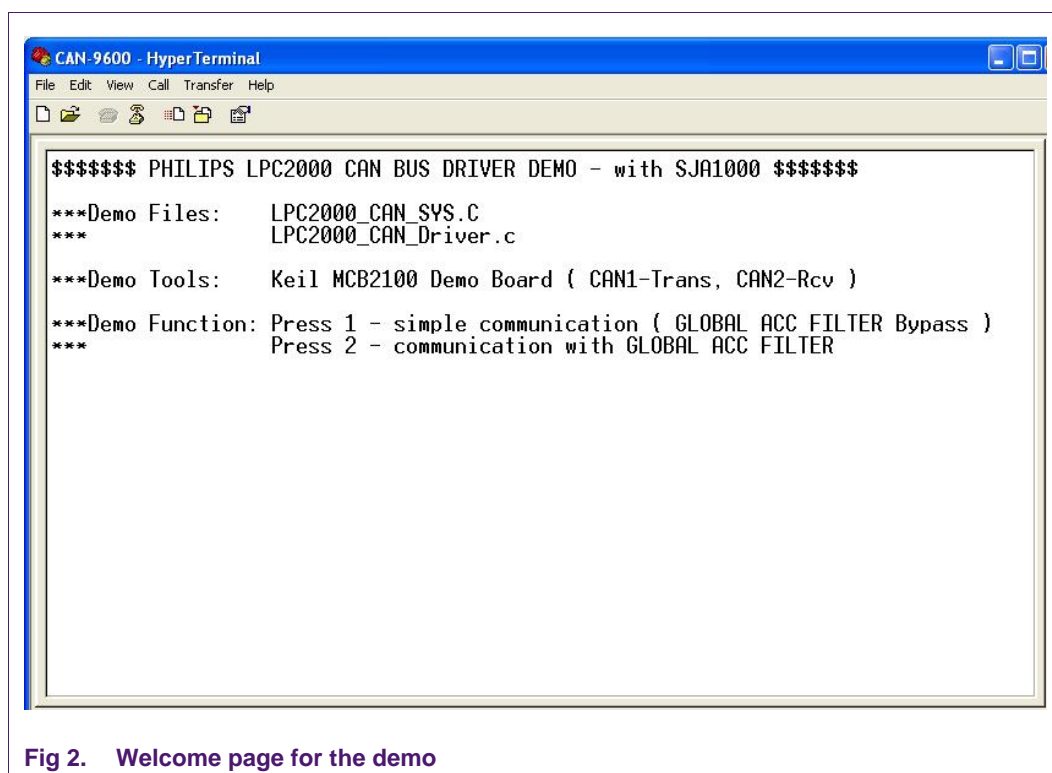 CAN-9600 - HyperTerminal
File Edit View Call Transfer Help
$$$$$$$ PHILIPS LPC2000 CAN BUS DRIVER DEMO - with SJA1000 $$$$$$$
***Demo Files: LPC2000_CAN_SYS.C
*** LPC2000_CAN_Driver.c
***Demo Tools: Keil MCB2100 Demo Board ( CAN1-Trans, CAN2-Rcv )
***Demo Function: Press 1 - simple communication ( GLOBAL ACC FILTER Bypass )
*** Press 2 - communication with GLOBAL ACC FILTER
Fig 2. Welcome page for the demo